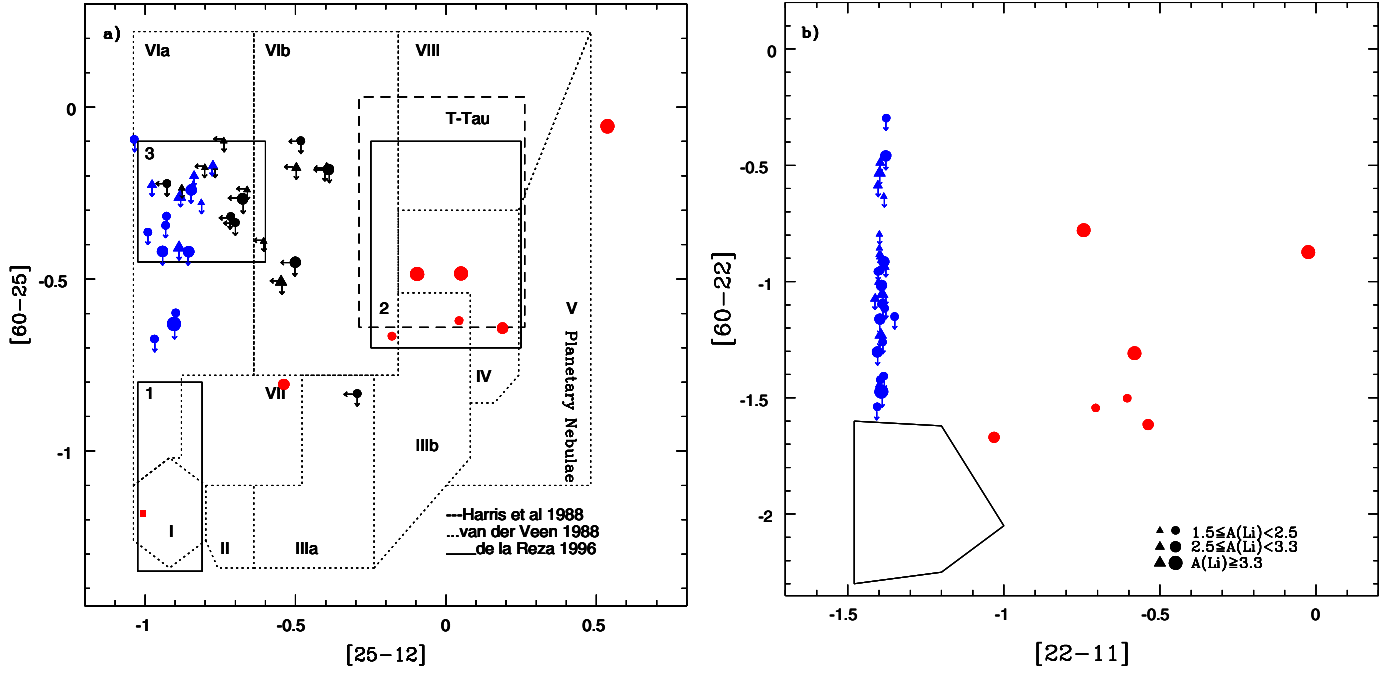 a)
VIa
VIb
VIII
T-Tau
3
2
V
Planetary Nebulae
1
VII
IV
IIIb
I
II
IIIa
---Harris et al 1988
...van der Veen 1988
de la Reza 1996
0
-0.5
-1
[60-25]
-1
-0.5
0
0.5
[25-12]
b)
0
-0.5
-1
-1.5
-2
[60-22]
1.5≦A(Li)<2.5
2.5≦A(Li)<3.3
A(Li)≧3.3
-1.5
-1
-0.5
0
[22-11]